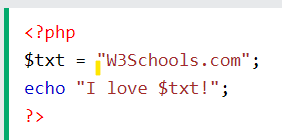 <?php
$txt = "W3Schools.com";
echo "I love $txt!";
?>